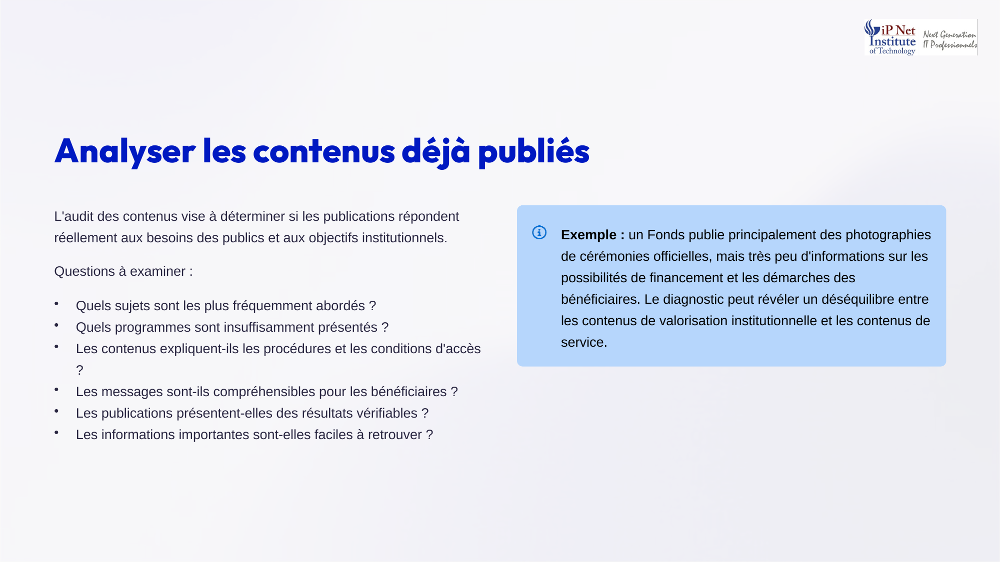 iP Net
Institute
of Technology
Next Generation
IT Professionnels
Analyser les contenus déjà publiés
L'audit des contenus vise à déterminer si les publications répondent
réellement aux besoins des publics et aux objectifs institutionnels.
Questions à examiner :
• Quels sujets sont les plus fréquemment abordés ?
• Quels programmes sont insuffisamment présentés ?
• Les contenus expliquent-ils les procédures et les conditions d'accès
?
• Les messages sont-ils compréhensibles pour les bénéficiaires ?
• Les publications présentent-elles des résultats vérifiables ?
• Les informations importantes sont-elles faciles à retrouver ?
Exemple : un Fonds publie principalement des photographies
de cérémonies officielles, mais très peu d'informations sur les
possibilités de financement et les démarches des
bénéficiaires. Le diagnostic peut révéler un déséquilibre entre
les contenus de valorisation institutionnelle et les contenus de
service.